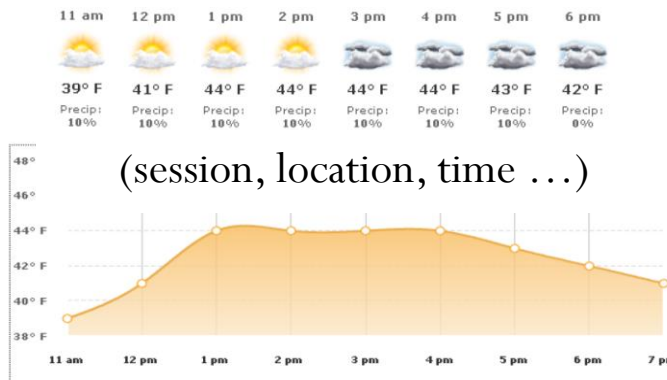 11 am 12 pm 1 pm 2 pm 3 pm 4 pm 5 pm 6 pm
39° F 41° F 44° F 44° F 44° F 44° F 43° F 42° F
Precip: Precip: Precip: Precip: Precip: Precip: Precip: Precip:
10% 10% 10% 10% 10% 10% 10% 0%
48°
(session, location, time …)
46°
44° F
42° F
40° F
38° F
11 am 12 pm 1 pm 2 pm 3 pm 4 pm 5 pm 6 pm 7 p